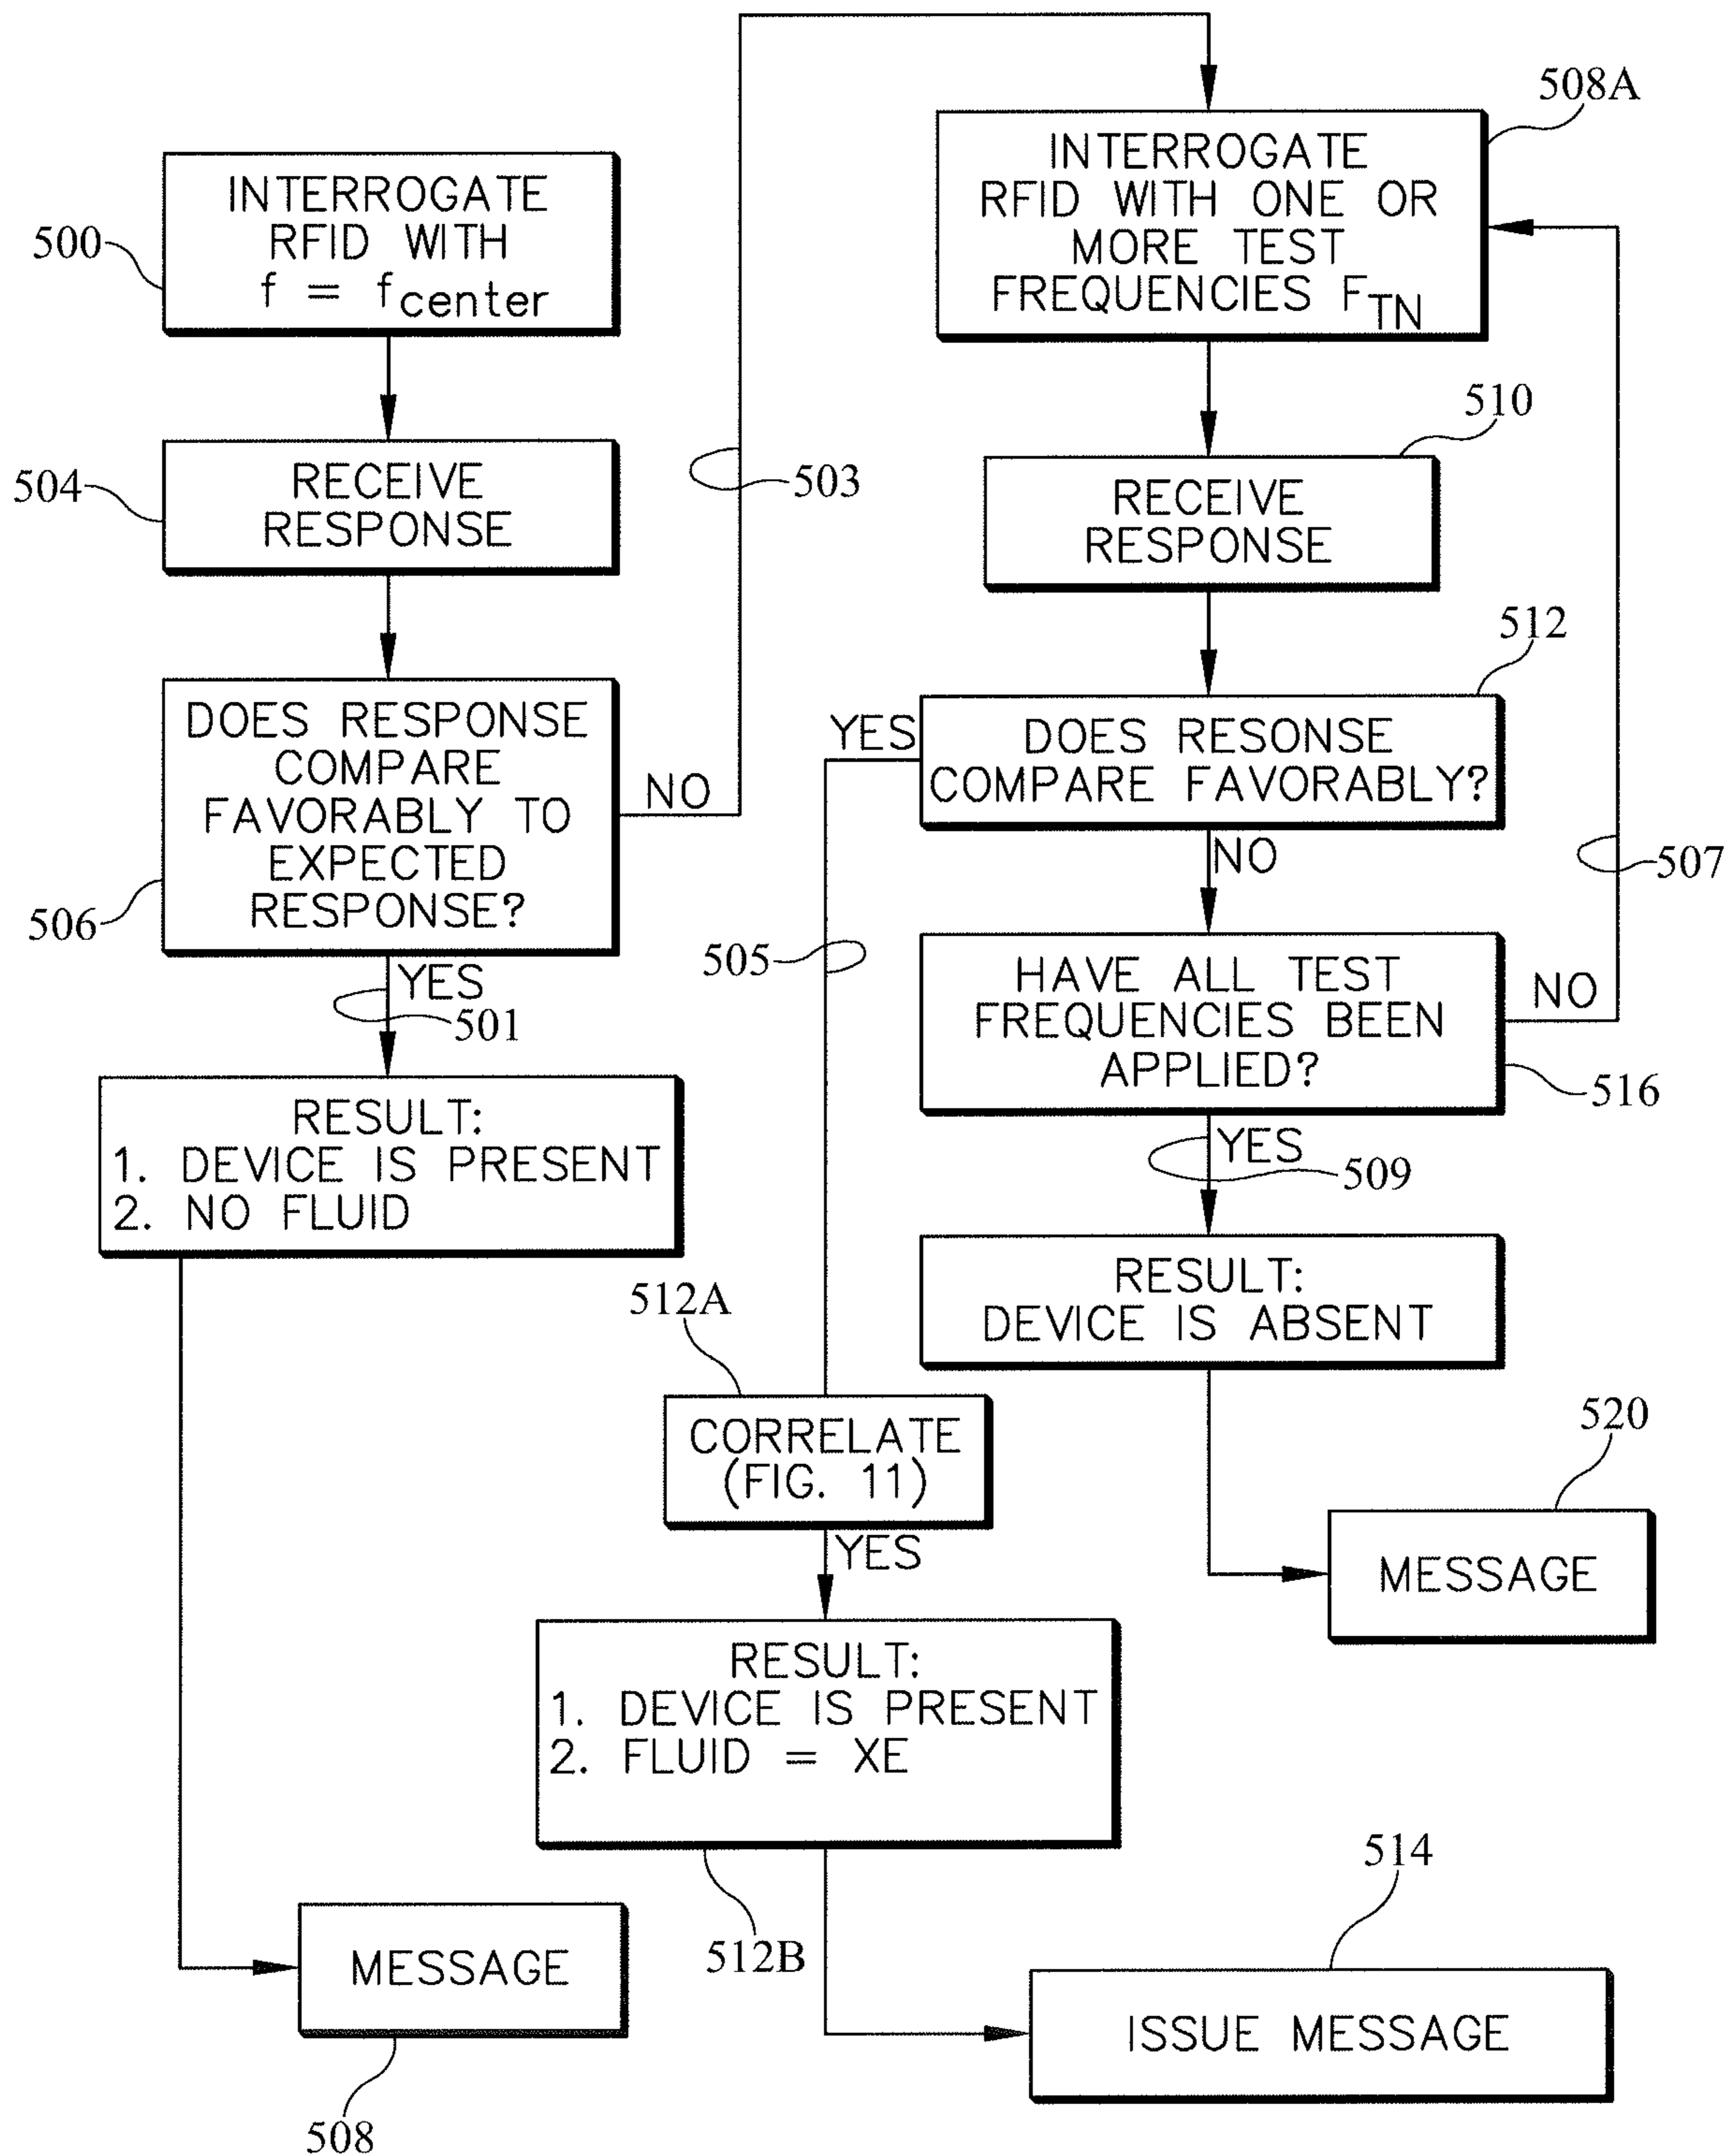 508A
INTERROGATE
RFID WITH
f = fcenter
500
INTERROGATE
RFID WITH ONE OR
MORE TEST
FREQUENCIES FTN
504
RECEIVE
RESPONSE
503
510
RECEIVE
RESPONSE
512
DOES RESPONSE
COMPARE
FAVORABLY TO
EXPECTED
RESPONSE?
506
NO
YES
DOES RESONSE
COMPARE FAVORABLY?
NO
507
505
YES
501
HAVE ALL TEST
FREQUENCIES BEEN
APPLIED?
NO
516
RESULT:
1. DEVICE IS PRESENT
2. NO FLUID
YES
509
RESULT:
DEVICE IS ABSENT
512A
CORRELATE
(FIG. 11)
YES
520
MESSAGE
RESULT:
1. DEVICE IS PRESENT
2. FLUID = XE
512B
514
MESSAGE
508
ISSUE MESSAGE